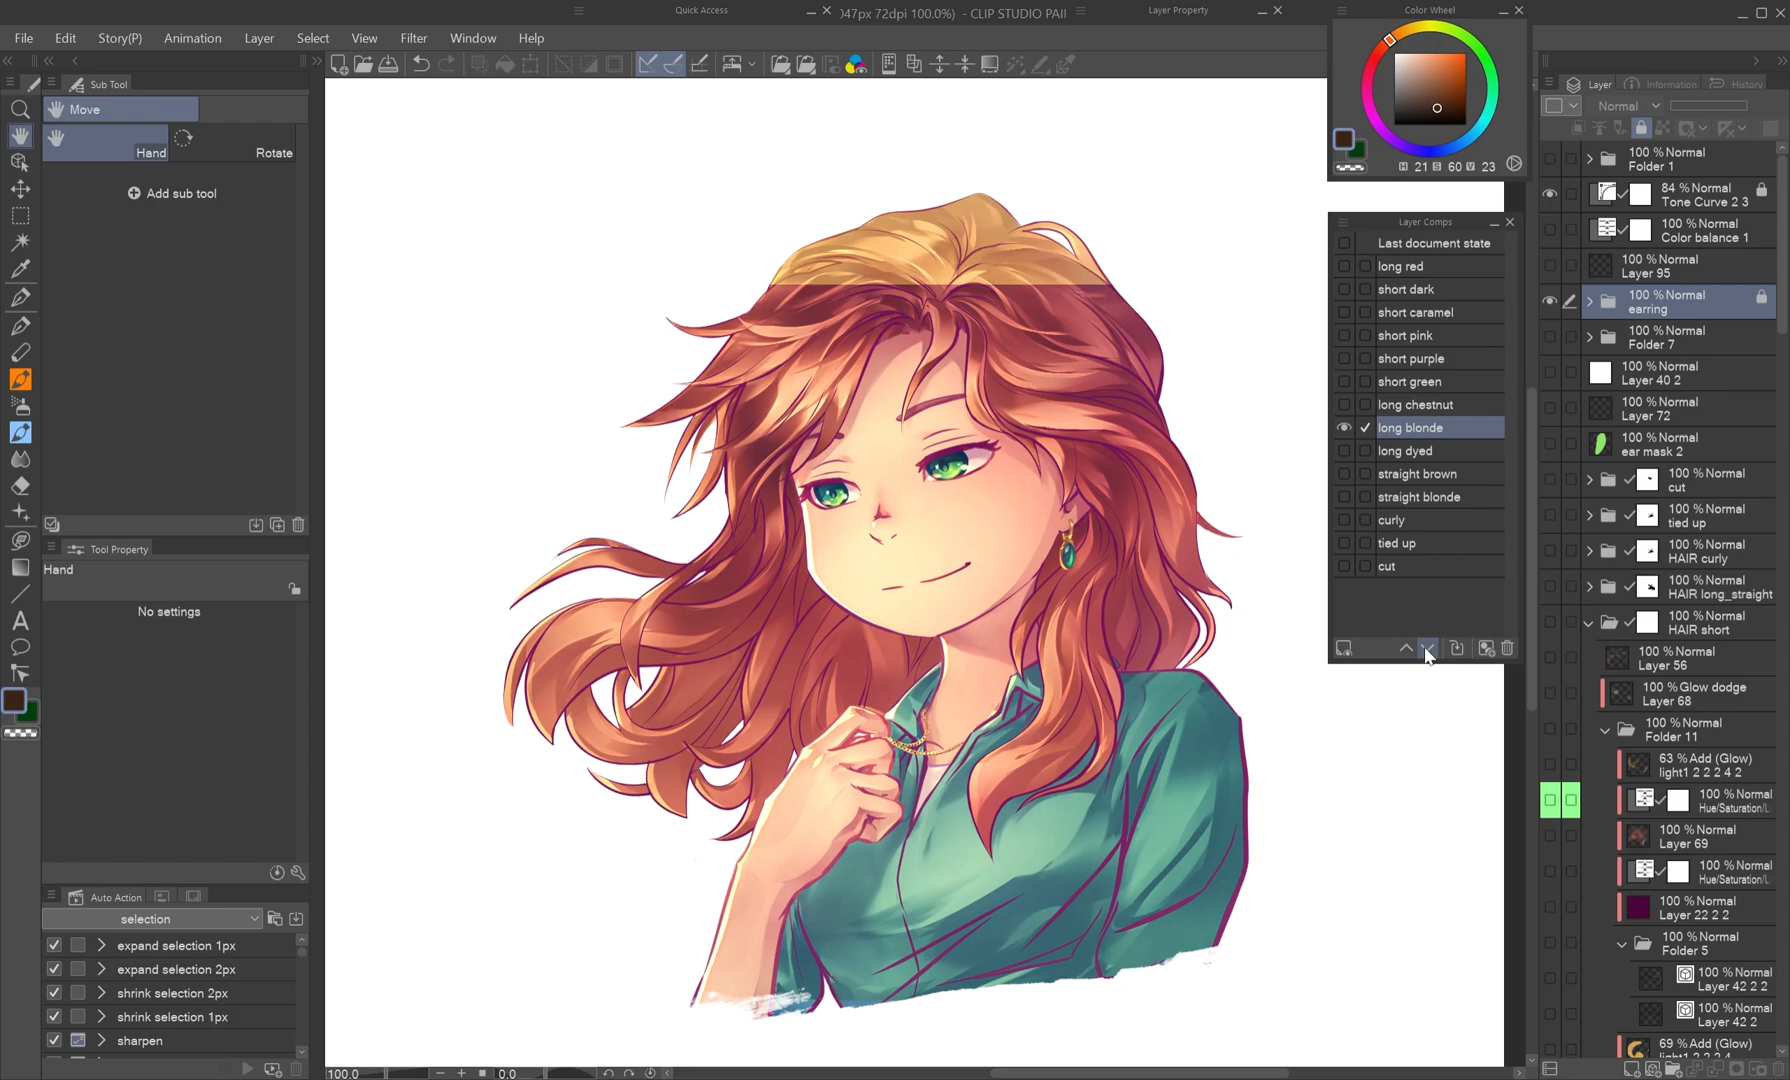 Quick Access
047px 72dpi 100.0%) - CLIP STUDIO PAI
Layer Property
Color Wheel
File Edit Story(P) Animation Layer Select View Filter Window Help
Sub Tool
Move
Hand
Rotate
Add sub tool
Tool Property
Hand
No settings
Auto Action
selection
expand selection 1px
expand selection 2px
shrink selection 2px
shrink selection 1px
sharpen
100.0
0.0
H 21 S 60 V 23
Layer Comps
Last document state
long red
short dark
short caramel
short pink
short purple
short green
long chestnut
long blonde
long dyed
straight brown
straight blonde
curly
tied up
cut
Layer Information History
Normal
100 % Normal
Folder 1
84 % Normal
Tone Curve 2 3
100 % Normal
Color balance 1
100 % Normal
Layer 95
100 % Normal
earring
100 % Normal
Folder 7
100 % Normal
Layer 40 2
100 % Normal
Layer 72
100 % Normal
ear mask 2
100 % Normal
cut
100 % Normal
tied up
100 % Normal
HAIR curly
100 % Normal
HAIR long_straight
100 % Normal
HAIR short
100 % Normal
Layer 56
100 % Glow dodge
Layer 68
100 % Normal
Folder 11
63 % Add (Glow)
light1 2 2 2 4 2
100 % Normal
Hue/Saturation/L
100 % Normal
Layer 69
100 % Normal
Hue/Saturation/L
100 % Normal
Layer 22 2 2
100 % Normal
Folder 5
100 % Normal
Layer 42 2 2
100 % Normal
Layer 42 2
69 % Add (Glow)
light1 2 2 2 4